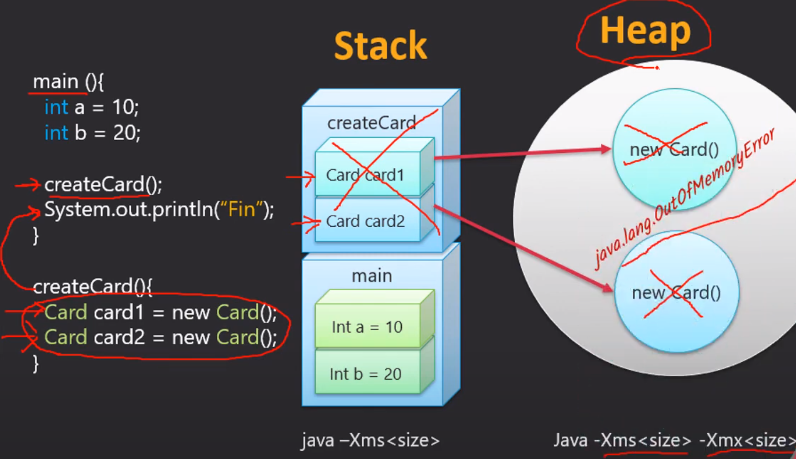 main (){
int a = 10;
int b = 20;
createCard();
System.out.println(“Fin”);
}
createCard(){
Card card1 = new Card();
Card card2 = new Card();
}
Stack
createCard
Card card1
Card card2
main
Int a = 10
Int b = 20
java –Xms<size>
Heap
new Card()
java.lang.OutOfMemoryError
new Card()
Java -Xms<size> -Xmx<size>